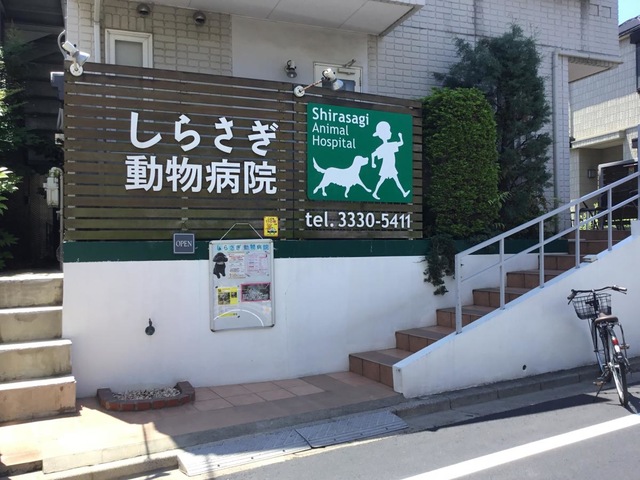 しらさぎ
動物病院
Shirasagi
Animal
Hospital
tel. 3330-5411
OPEN
しらさぎ動物病院